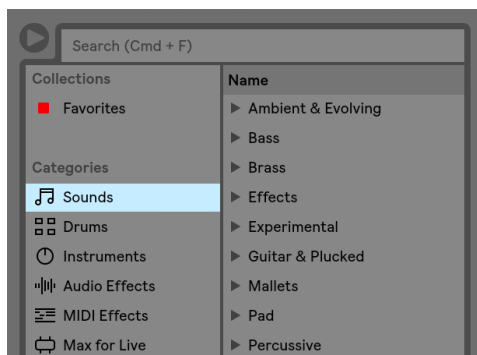 Search (Cmd + F)
Collections
Favorites
Categories
Sounds
Drums
Instruments
Audio Effects
MIDI Effects
Max for Live
Name
Ambient & Evolving
Bass
Brass
Effects
Experimental
Guitar & Plucked
Mallets
Pad
Percussive